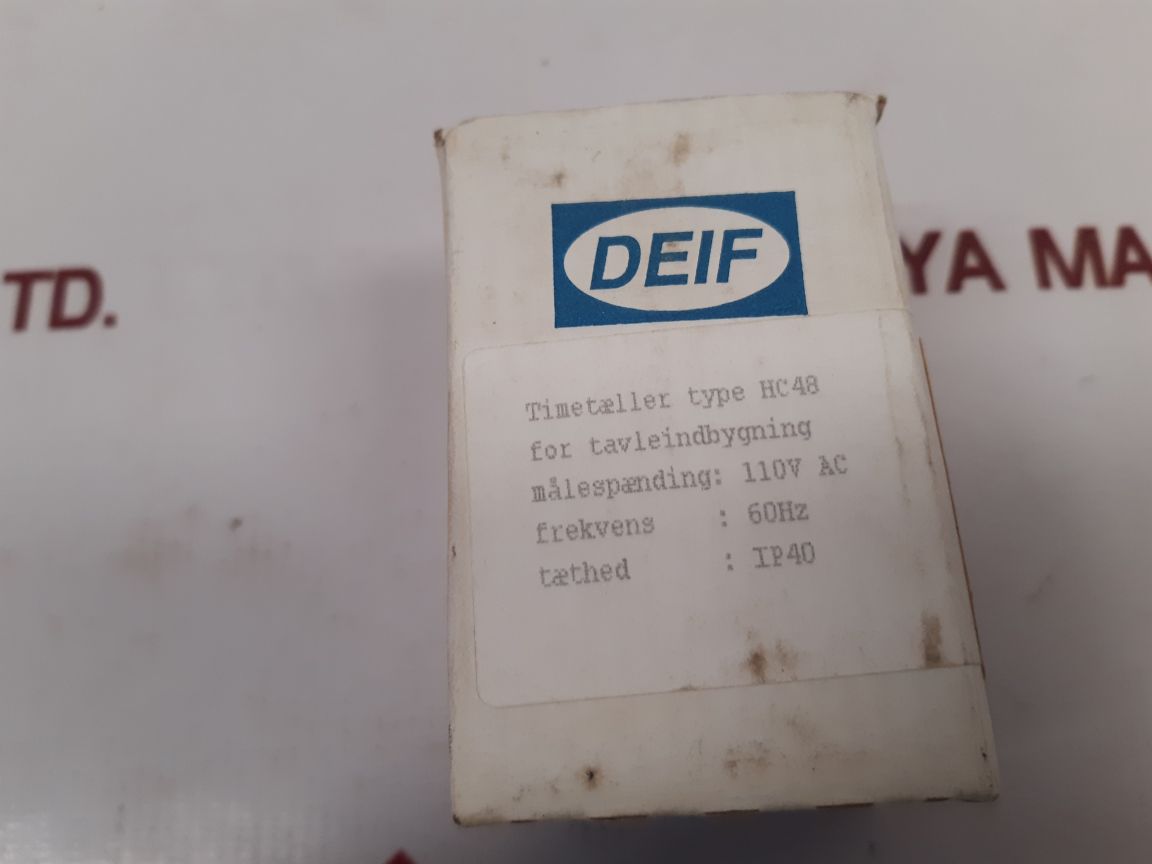 DEIF
TD.
YA MA
Timetæller type HC48
for tavleindbygning
målespænding: 110V AC
frekvens : 60Hz
tæthed : IP40